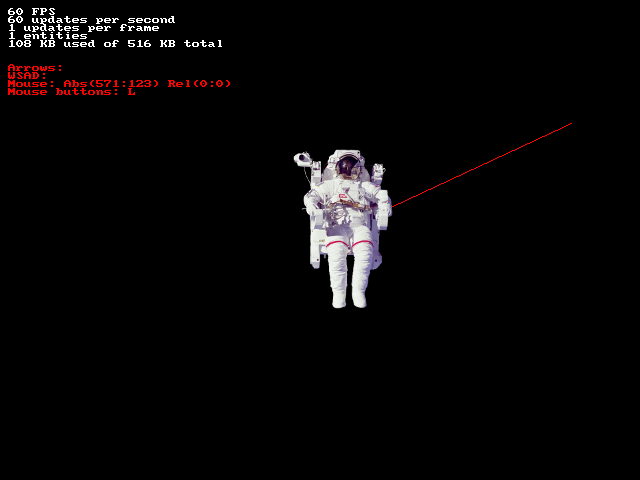 60 FPS
60 updates per second
1 updates per frame
1 entities
108 KB used of 516 KB total
Arrows:
WSAD:
Mouse: Abs(571:123) Rel(0:0)
Mouse buttons: L